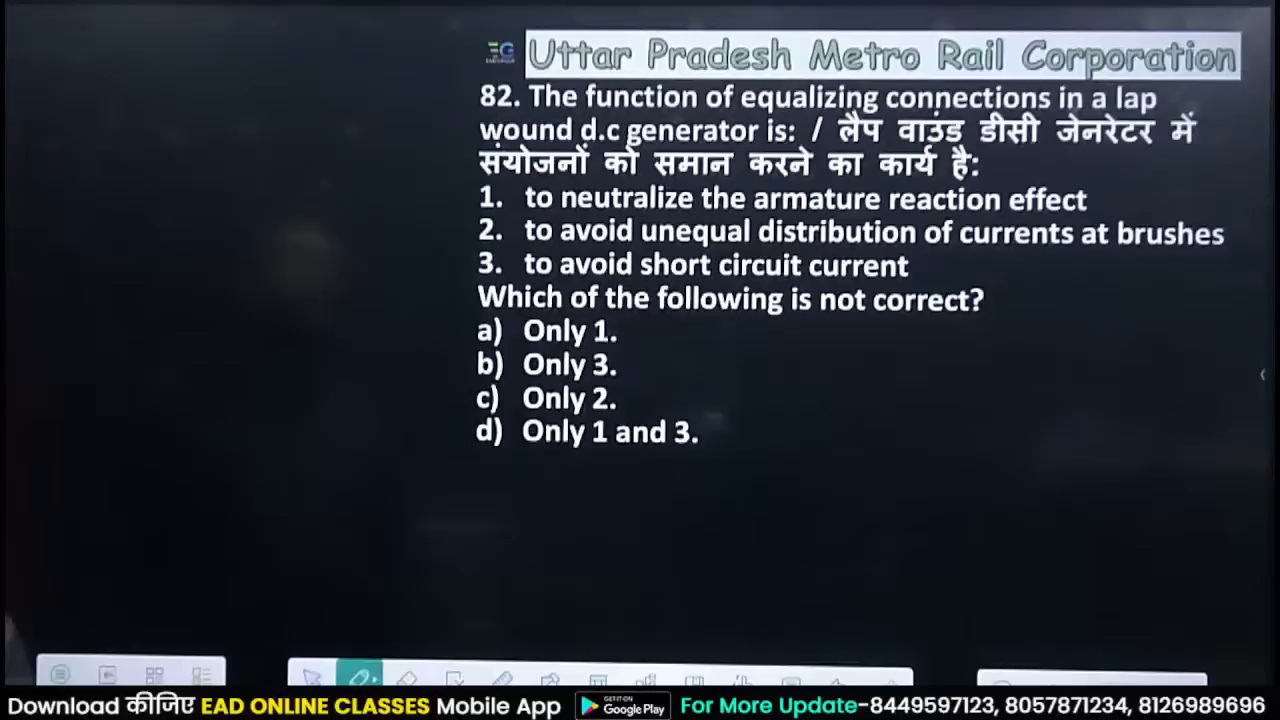 Uttar Pradesh Metro Rail Corporation
82. The function of equalizing connections in a lap
wound d.c generator is: / लैप वाउंड डीसी जेनरेटर में
संयोजनों को समान करने का कार्य है:
1. to neutralize the armature reaction effect
2. to avoid unequal distribution of currents at brushes
3. to avoid short circuit current
Which of the following is not correct?
a) Only 1.
b) Only 3.
c) Only 2.
d) Only 1 and 3.
Download कीजिए EAD ONLINE CLASSES Mobile App GET IT ON Google Play For More Update-8449597123, 8057871234, 8126989696